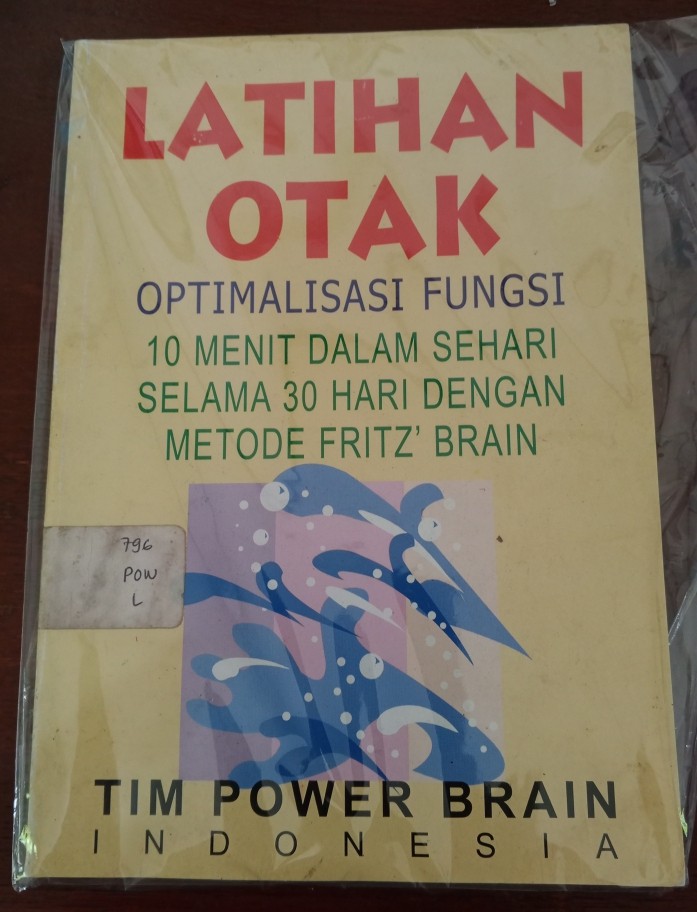 LATIHAN
OTAK
OPTIMALISASI FUNGSI
10 MENIT DALAM SEHARI
SELAMA 30 HARI DENGAN
METODE FRITZ' BRAIN
796
POW
L
TIM POWER BRAIN
INDONESIA